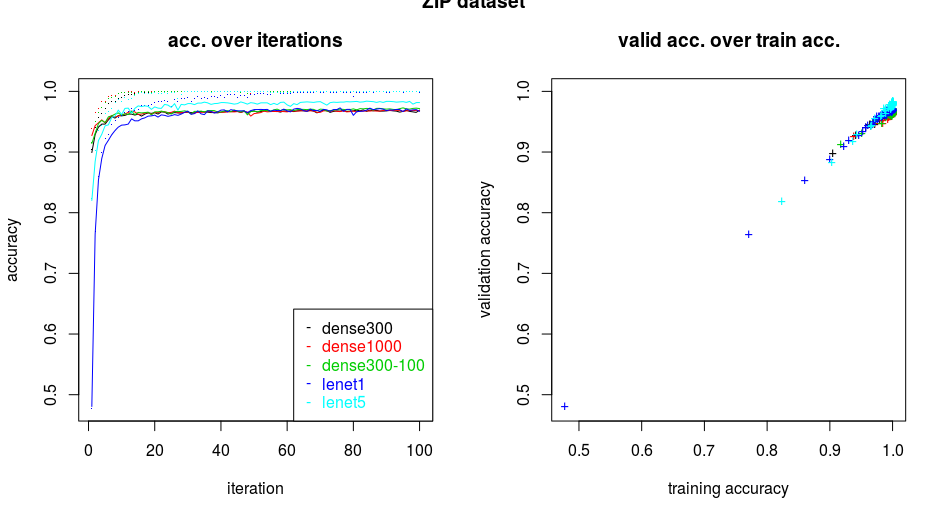 ZIP dataset
acc. over iterations
valid acc. over train acc.
accuracy
1.0
0.9
0.8
0.7
0.6
0.5
dense300
dense1000
dense300-100
lenet1
lenet5
0
20
40
60
80
100
iteration
validation accuracy
1.0
0.9
0.8
0.7
0.6
0.5
0.5
0.6
0.7
0.8
0.9
1.0
training accuracy